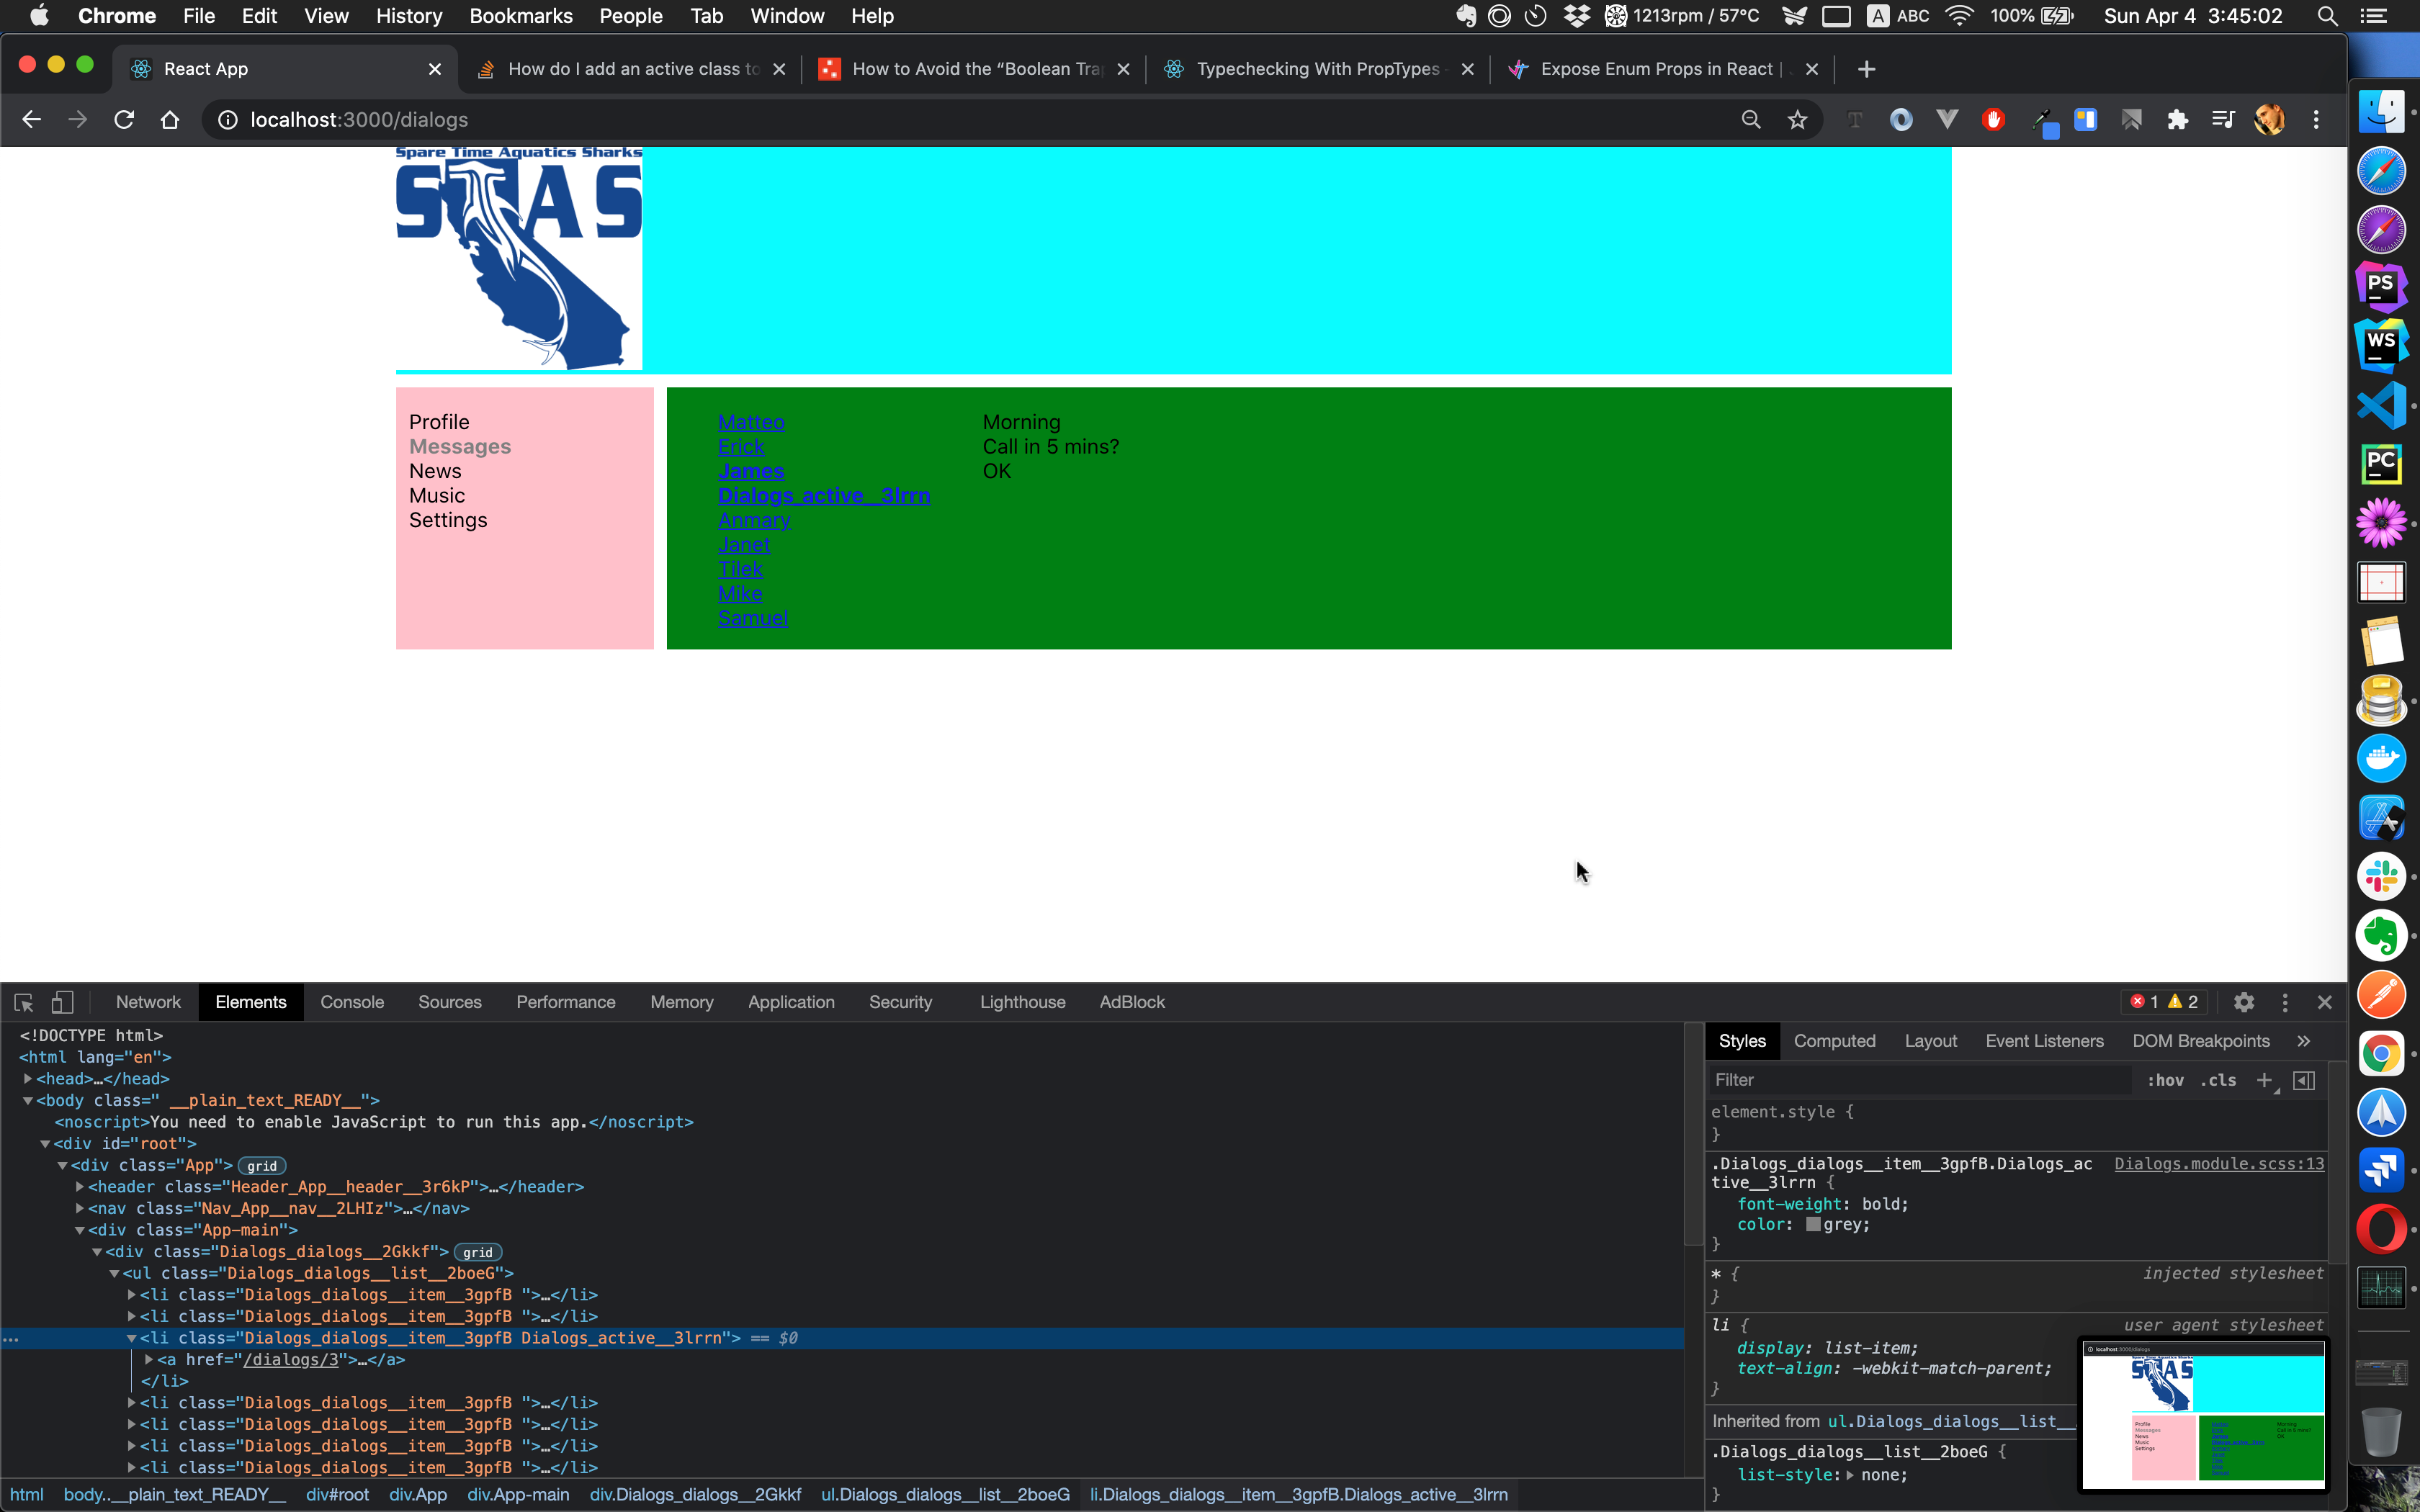 Chrome File Edit View History Bookmarks People Tab Window Help 1213rpm / 57°C A ABC 100% Sun Apr 4 3:45:02
React App How do I add an active class to How to Avoid the “Boolean Tra Typechecking With PropTypes Expose Enum Props in React |
localhost:3000/dialogs
Spare Time Aquatics Sharks
STAS
Profile
Messages
News
Music
Settings
Matteo
Erick
James
Dialogs_active__3lrrn
Anmary
Janet
Tilek
Mike
Samuel
Morning
Call in 5 mins?
OK
PS
WS
PC
Network Elements Console Sources Performance Memory Application Security Lighthouse AdBlock 1 2
<!DOCTYPE html>
<html lang="en">
<head>…</head>
<body class=" __plain_text_READY__">
<noscript>You need to enable JavaScript to run this app.</noscript>
<div id="root">
<div class="App"> grid
<header class="Header_App__header__3r6kP">…</header>
<nav class="Nav_App__nav__2LHIz">…</nav>
<div class="App-main">
<div class="Dialogs_dialogs__2Gkkf"> grid
<ul class="Dialogs_dialogs__list__2boeG">
<li class="Dialogs_dialogs__item__3gpfB ">…</li>
<li class="Dialogs_dialogs__item__3gpfB ">…</li>
<li class="Dialogs_dialogs__item__3gpfB Dialogs_active__3lrrn"> == $0
<a href="/dialogs/3">…</a>
</li>
<li class="Dialogs_dialogs__item__3gpfB ">…</li>
<li class="Dialogs_dialogs__item__3gpfB ">…</li>
<li class="Dialogs_dialogs__item__3gpfB ">…</li>
<li class="Dialogs_dialogs__item__3gpfB ">…</li>
html body..__plain_text_READY__ div#root div.App div.App-main div.Dialogs_dialogs__2Gkkf ul.Dialogs_dialogs__list__2boeG li.Dialogs_dialogs__item__3gpfB.Dialogs_active__3lrrn
Styles Computed Layout Event Listeners DOM Breakpoints »
Filter :hov .cls +
element.style {
}
.Dialogs_dialogs__item__3gpfB.Dialogs_ac Dialogs.module.scss:13
tive__3lrrn {
font-weight: bold;
color: grey;
}
* { injected stylesheet
}
li { user agent stylesheet
display: list-item;
text-align: -webkit-match-parent;
}
Inherited from ul.Dialogs_dialogs__list__
.Dialogs_dialogs__list__2boeG {
list-style: none;
}